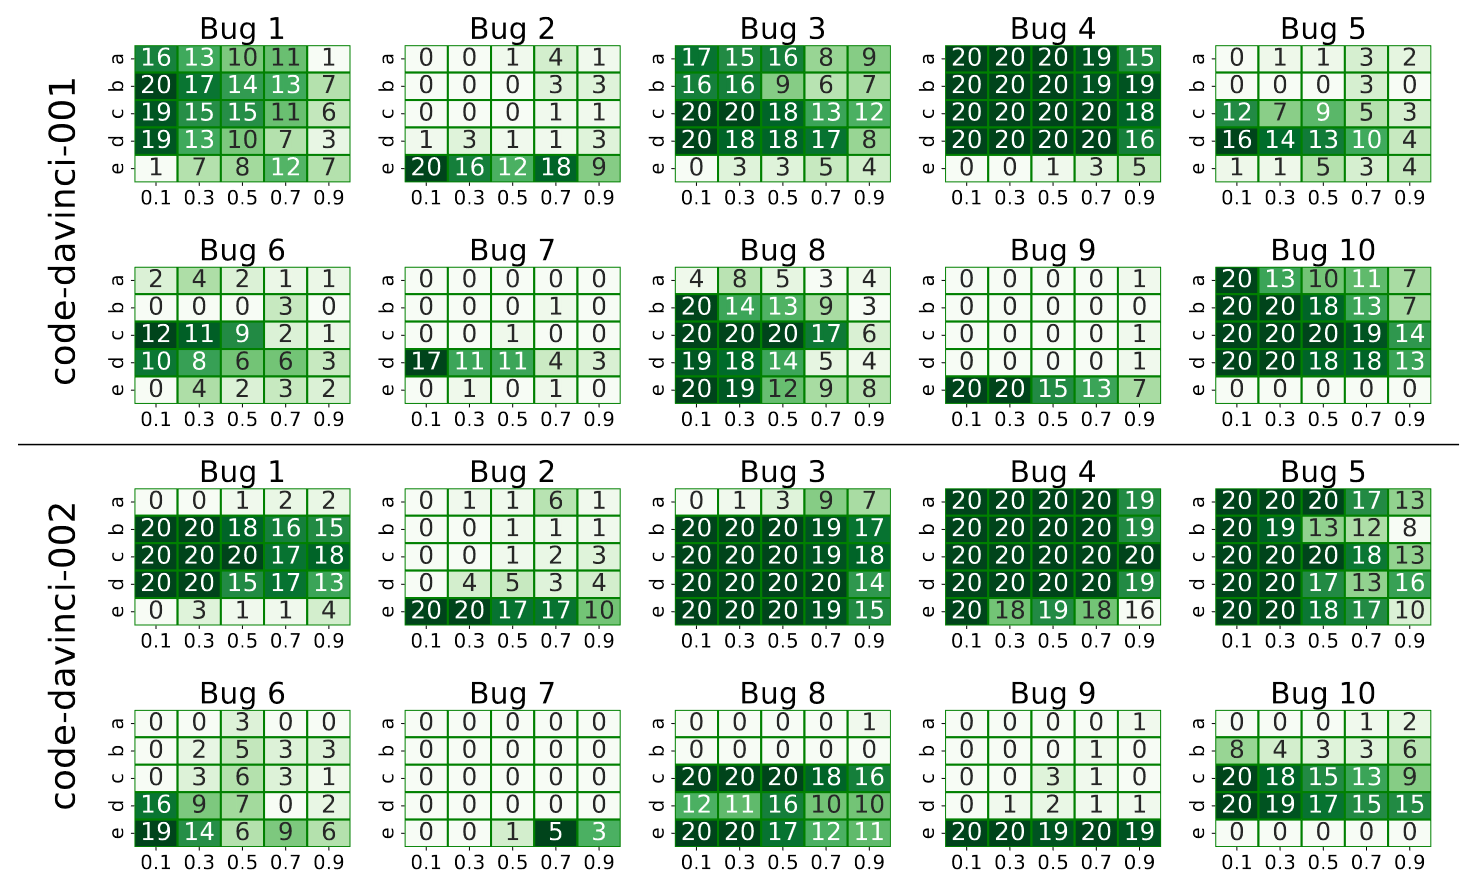 code-davinci-001
Bug 1
a 16 13 10 11 1
b 20 17 14 13 7
c 19 15 15 11 6
d 19 13 10 7 3
e 1 7 8 12 7
0.1 0.3 0.5 0.7 0.9
Bug 2
a 0 0 1 4 1
b 0 0 0 3 3
c 0 0 0 1 1
d 1 3 1 1 3
e 20 16 12 18 9
0.1 0.3 0.5 0.7 0.9
Bug 3
a 17 15 16 8 9
b 16 16 9 6 7
c 20 20 18 13 12
d 20 18 18 17 8
e 0 3 3 5 4
0.1 0.3 0.5 0.7 0.9
Bug 4
a 20 20 20 19 15
b 20 20 20 19 19
c 20 20 20 20 18
d 20 20 20 20 16
e 0 0 1 3 5
0.1 0.3 0.5 0.7 0.9
Bug 5
a 0 1 1 3 2
b 0 0 0 3 0
c 12 7 9 5 3
d 16 14 13 10 4
e 1 1 5 3 4
0.1 0.3 0.5 0.7 0.9
Bug 6
a 2 4 2 1 1
b 0 0 0 3 0
c 12 11 9 2 1
d 10 8 6 6 3
e 0 4 2 3 2
0.1 0.3 0.5 0.7 0.9
Bug 7
a 0 0 0 0 0
b 0 0 0 1 0
c 0 0 1 0 0
d 17 11 11 4 3
e 0 1 0 1 0
0.1 0.3 0.5 0.7 0.9
Bug 8
a 4 8 5 3 4
b 20 14 13 9 3
c 20 20 20 17 6
d 19 18 14 5 4
e 20 19 12 9 8
0.1 0.3 0.5 0.7 0.9
Bug 9
a 0 0 0 0 1
b 0 0 0 0 0
c 0 0 0 0 1
d 0 0 0 0 1
e 20 20 15 13 7
0.1 0.3 0.5 0.7 0.9
Bug 10
a 20 13 10 11 7
b 20 20 18 13 7
c 20 20 20 19 14
d 20 20 18 18 13
e 0 0 0 0 0
0.1 0.3 0.5 0.7 0.9
code-davinci-002
Bug 1
a 0 0 1 2 2
b 20 20 18 16 15
c 20 20 20 17 18
d 20 20 15 17 13
e 0 3 1 1 4
0.1 0.3 0.5 0.7 0.9
Bug 2
a 0 1 1 6 1
b 0 0 1 1 1
c 0 0 1 2 3
d 0 4 5 3 4
e 20 20 17 17 10
0.1 0.3 0.5 0.7 0.9
Bug 3
a 0 1 3 9 7
b 20 20 20 19 17
c 20 20 20 19 18
d 20 20 20 20 14
e 20 20 20 19 15
0.1 0.3 0.5 0.7 0.9
Bug 4
a 20 20 20 20 19
b 20 20 20 20 19
c 20 20 20 20 20
d 20 20 20 20 19
e 20 18 19 18 16
0.1 0.3 0.5 0.7 0.9
Bug 5
a 20 20 20 17 13
b 20 19 13 12 8
c 20 20 20 18 13
d 20 20 17 13 16
e 20 20 18 17 10
0.1 0.3 0.5 0.7 0.9
Bug 6
a 0 0 3 0 0
b 0 2 5 3 3
c 0 3 6 3 1
d 16 9 7 0 2
e 19 14 6 9 6
0.1 0.3 0.5 0.7 0.9
Bug 7
a 0 0 0 0 0
b 0 0 0 0 0
c 0 0 0 0 0
d 0 0 0 0 0
e 0 0 1 5 3
0.1 0.3 0.5 0.7 0.9
Bug 8
a 0 0 0 0 1
b 0 0 0 0 0
c 20 20 20 18 16
d 12 11 16 10 10
e 20 20 17 12 11
0.1 0.3 0.5 0.7 0.9
Bug 9
a 0 0 0 0 1
b 0 0 0 1 0
c 0 0 3 1 0
d 0 1 2 1 1
e 20 20 19 20 19
0.1 0.3 0.5 0.7 0.9
Bug 10
a 0 0 0 1 2
b 8 4 3 3 6
c 20 18 15 13 9
d 20 19 17 15 15
e 0 0 0 0 0
0.1 0.3 0.5 0.7 0.9